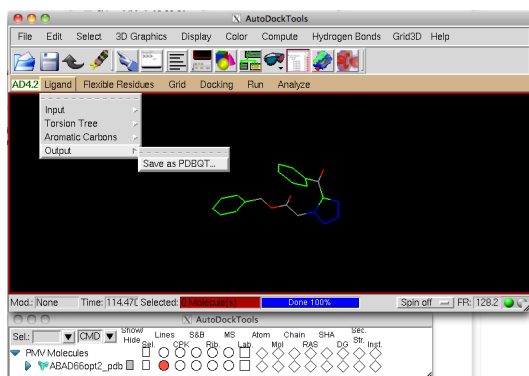 AutoDockTools
File Edit Select 3D Graphics Display Color Compute Hydrogen Bonds Grid3D Help
AD4.2 Ligand Flexible Residues Grid Docking Run Analyze
Input
Torsion Tree
Aromatic Carbons
Output
Save as PDBQT...
Mod.: None Time: 114.470 Selected: 0 Molecule(s) Done 100% Spin off FR: 128.2
AutoDockTools
Sel.: CMD Show Hide Lines S&B MS Atom Chain SHA Sec.
Sel. CPK Rib. Lab. Mol RAS DG Str. Inst.
PMV Molecules
ABAD66opt2_pdb